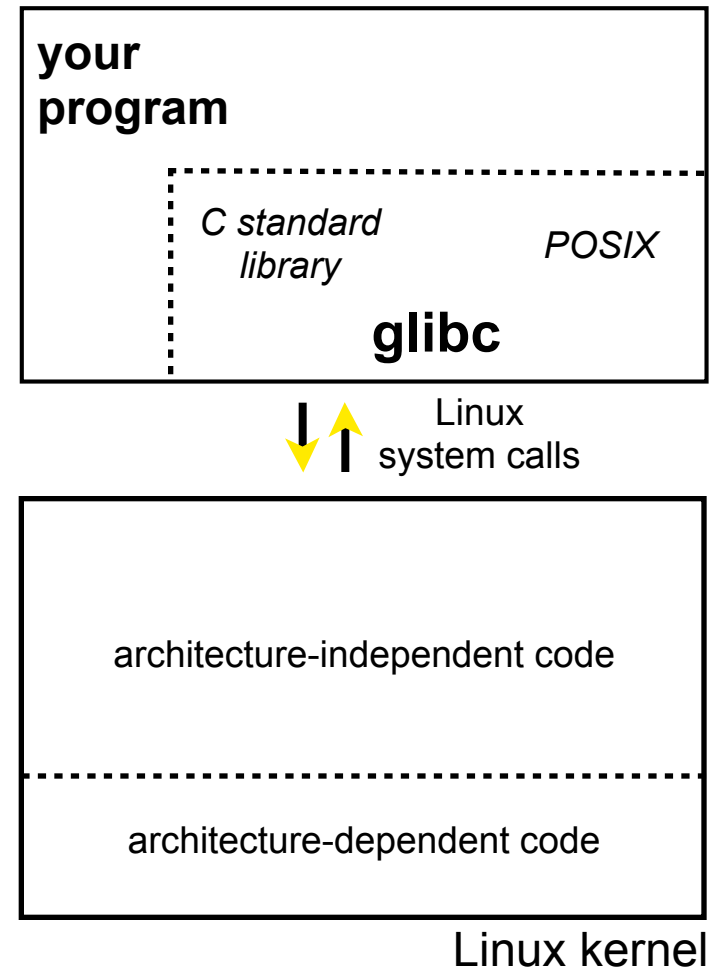 your
program
C standard
library
POSIX
glibc
Linux
system calls
architecture-independent code
architecture-dependent code
Linux kernel